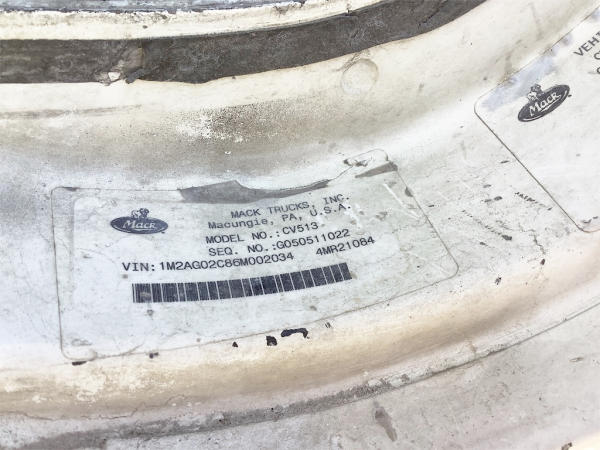 MACK TRUCKS, INC.
Macungie, PA, U.S.A.
MODEL NO.:CV513
SEQ. NO.:G050511022
VIN:1M2AG02C86M002034 4MR21084
Mack
Mack